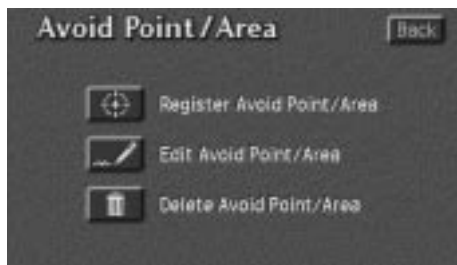 Avoid Point/Area
Back
Register Avoid Point/Area
Edit Avoid Point/Area
Delete Avoid Point/Area